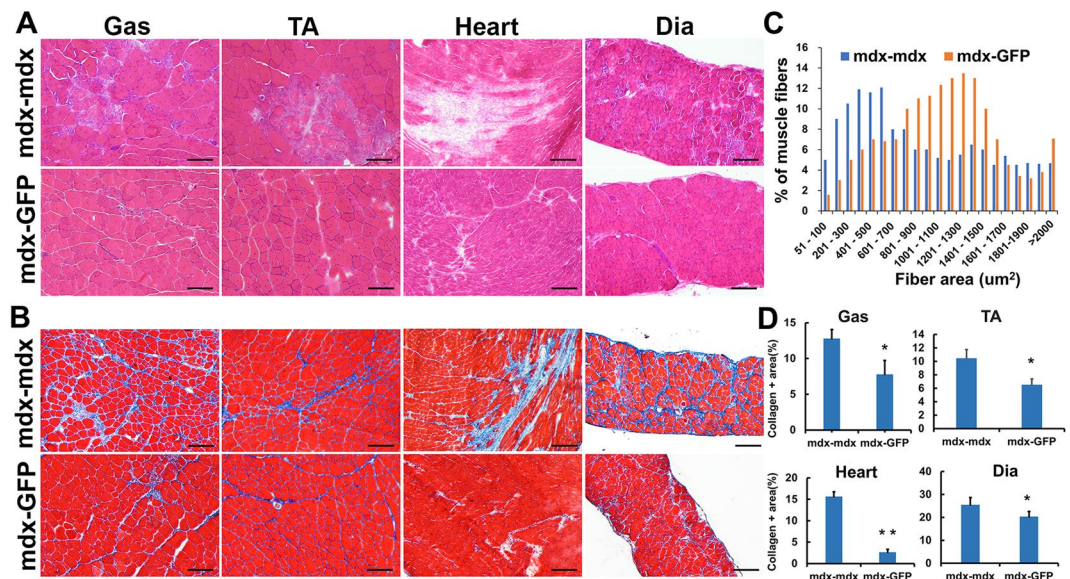 A
Gas
TA
Heart
Dia
mdx-mdx
mdx-GFP
B
mdx-mdx
mdx-GFP
C
% of muscle fibers
16
14
12
10
8
6
4
2
0
mdx-mdx
mdx-GFP
51 - 100
201 - 300
401 - 500
601 - 700
801 - 900
1001 - 1100
1201 - 1300
1401 - 1500
1601 - 1700
1801-1900
>2000
Fiber area (um²)
D
Gas
Collagen + area(%)
15
10
5
0
*
mdx-mdx mdx-GFP
TA
14
12
10
8
6
4
2
0
*
mdx-mdx mdx-GFP
Heart
Collagen + area(%)
20
15
10
5
0
* *
mdx-mdx mdx-GFP
Dia
40
30
20
10
0
*
mdx-mdx mdx-GFP